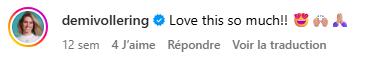 demivollering Love this so much!! 😍🙌🏼🙏🏼
12 sem 4 J’aime Répondre Voir la traduction